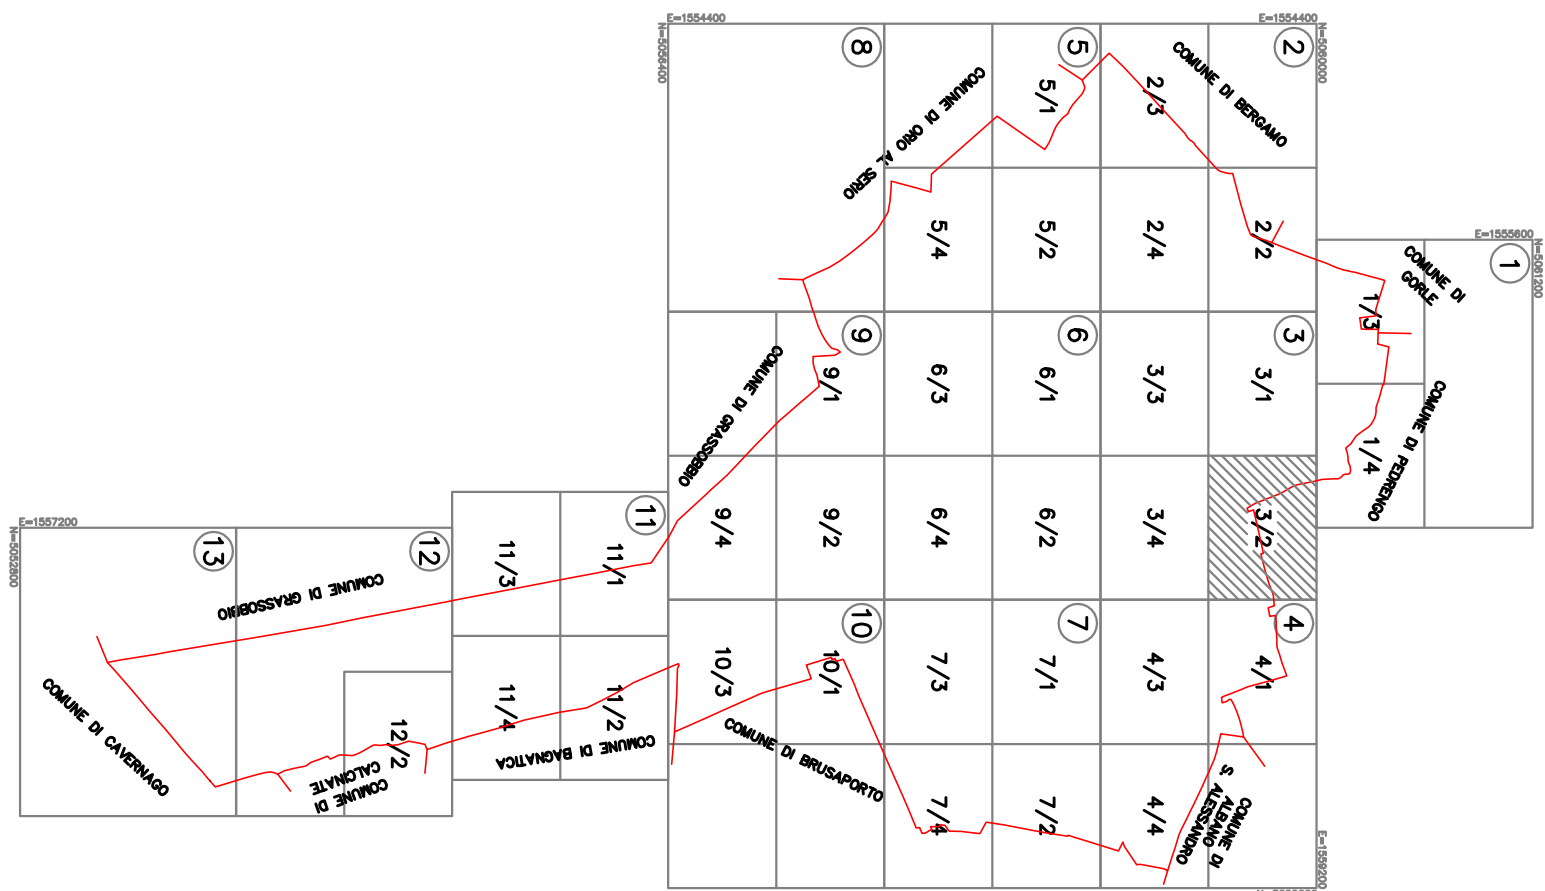 N=5061200
E=1555600
1
COMUNE DI
GORLE
1/3
1/4
COMUNE DI PEDRENGO
N=5060000
E=1554400
E=1559200
2
3
4
COMUNE DI BERGAMO
2/2
3/1
3/2
4/1
COMUNE DI
ALBANO
S. ALESSANDRO
2/3
2/4
3/3
3/4
4/3
4/4
5
6
7
5/1
5/2
6/1
6/2
7/1
7/2
5/4
6/3
6/4
7/3
7/4
COMUNE DI ORIO AL SERIO
8
9
10
9/1
9/2
10/1
COMUNE DI BRUSAPORTO
COMUNE DI GRASSOBBIO
9/4
10/3
E=1554400
N=5056400
11
11/1
11/2
COMUNE DI BAGNATICA
11/3
11/4
12
12/2
COMUNE DI
CALCINATE
COMUNE DI GRASSOBBIO
13
COMUNE DI CAVERNAGO
E=1557200
N=5052800